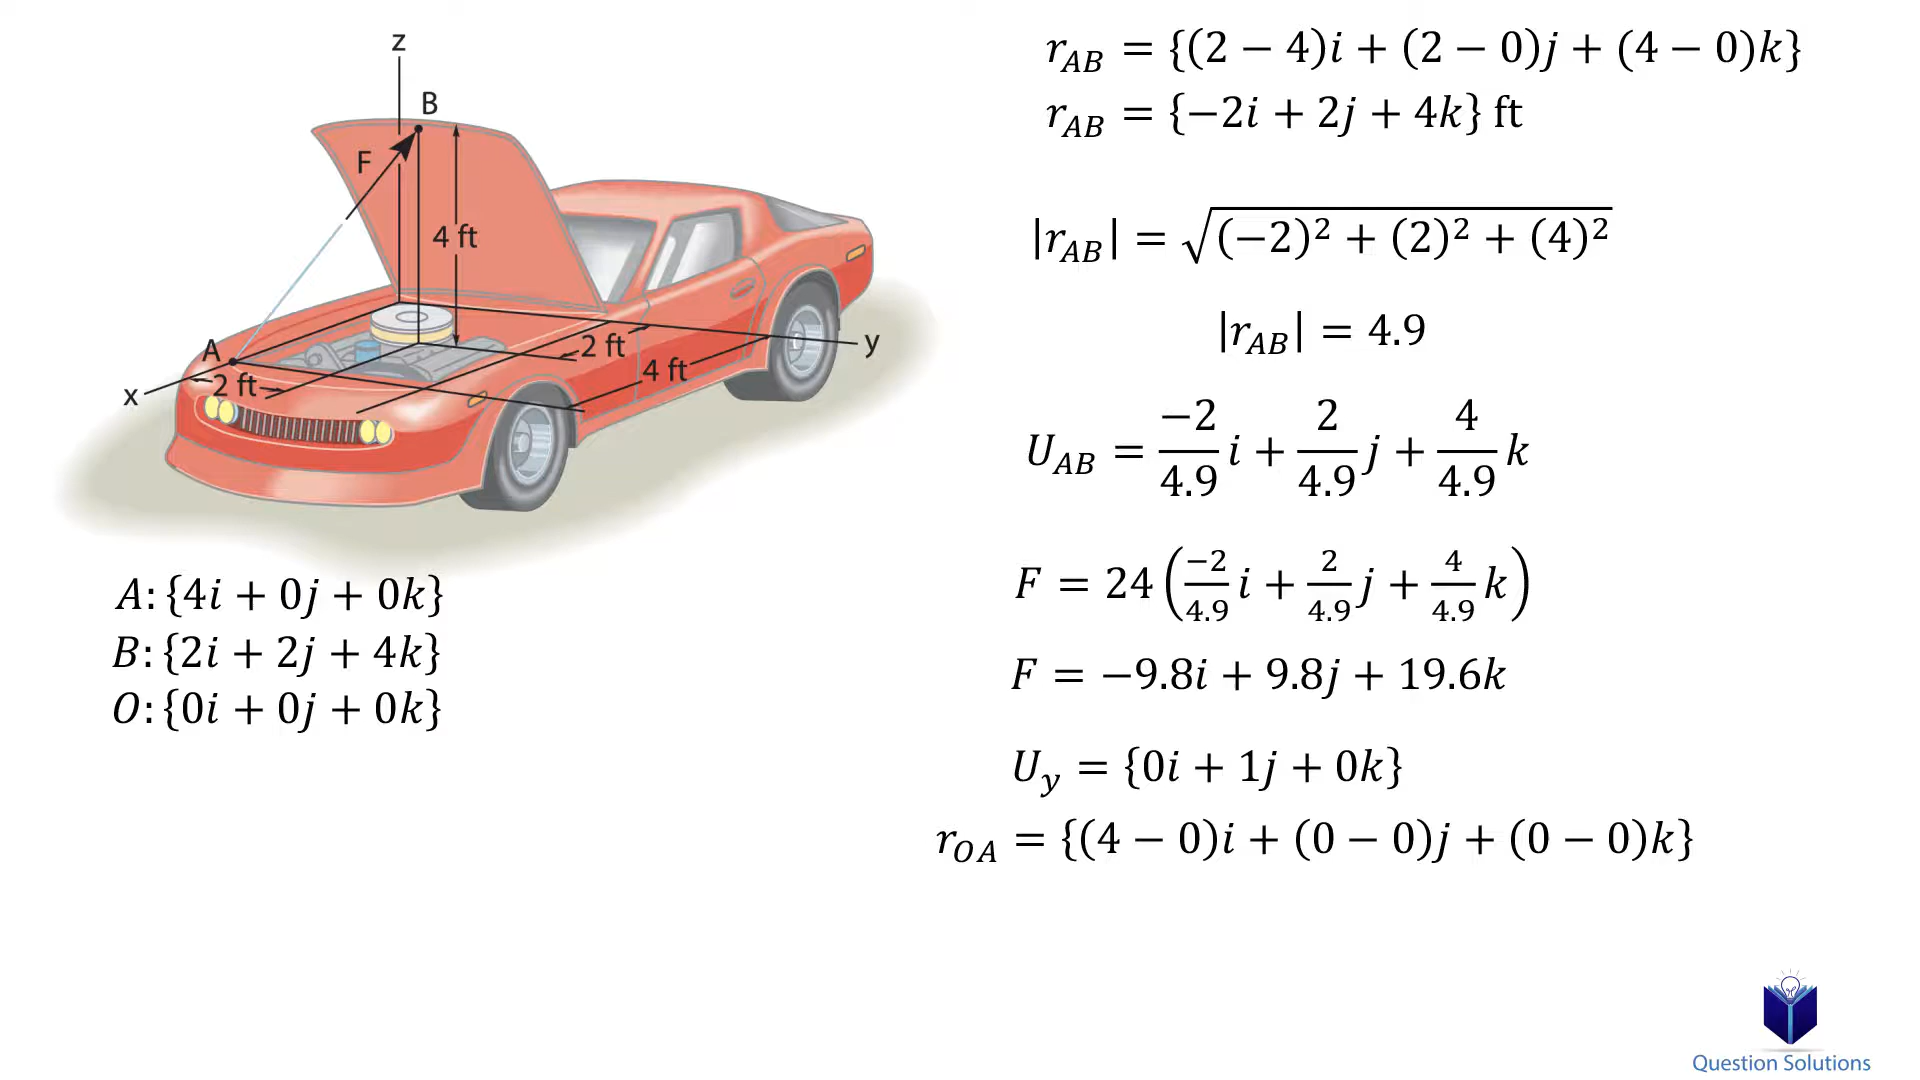 z
B
F
4 ft
A
2 ft
y
4 ft
2 ft
x
A: {4i + 0j + 0k}
B: {2i + 2j + 4k}
O: {0i + 0j + 0k}
r_AB = {(2 − 4)i + (2 − 0)j + (4 − 0)k}
r_AB = {−2i + 2j + 4k} ft
|r_AB| = √((−2)² + (2)² + (4)²)
|r_AB| = 4.9
U_AB = −2/4.9 i + 2/4.9 j + 4/4.9 k
F = 24 (−2/4.9 i + 2/4.9 j + 4/4.9 k)
F = −9.8i + 9.8j + 19.6k
U_y = {0i + 1j + 0k}
r_OA = {(4 − 0)i + (0 − 0)j + (0 − 0)k}
Question Solutions